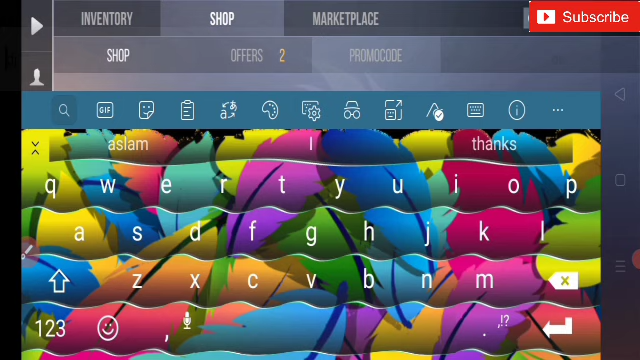 INVENTORY SHOP MARKETPLACE
Subscribe
SHOP OFFERS 2 PROMOCODE
GIF
aslam I thanks
q w e r t y u i o p
a s d f g h j k l
z x c v b n m
123 , . ,!?